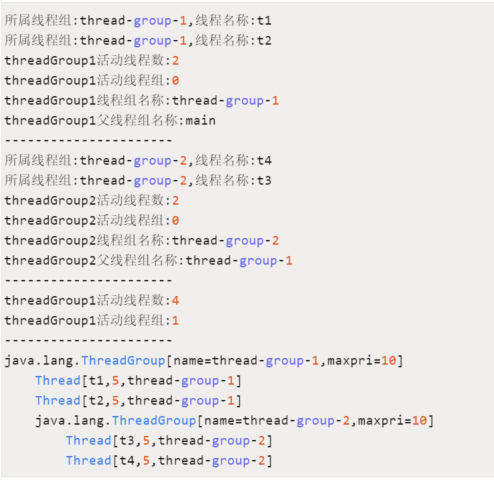 所属线程组:thread-group-1,线程名称:t1
所属线程组:thread-group-1,线程名称:t2
threadGroup1活动线程数:2
threadGroup1活动线程组:0
threadGroup1线程组名称:thread-group-1
threadGroup1父线程组名称:main
----------------------
所属线程组:thread-group-2,线程名称:t4
所属线程组:thread-group-2,线程名称:t3
threadGroup2活动线程数:2
threadGroup2活动线程组:0
threadGroup2线程组名称:thread-group-2
threadGroup2父线程组名称:thread-group-1
----------------------
threadGroup1活动线程数:4
threadGroup1活动线程组:1
----------------------
java.lang.ThreadGroup[name=thread-group-1,maxpri=10]
    Thread[t1,5,thread-group-1]
    Thread[t2,5,thread-group-1]
    java.lang.ThreadGroup[name=thread-group-2,maxpri=10]
        Thread[t3,5,thread-group-2]
        Thread[t4,5,thread-group-2]